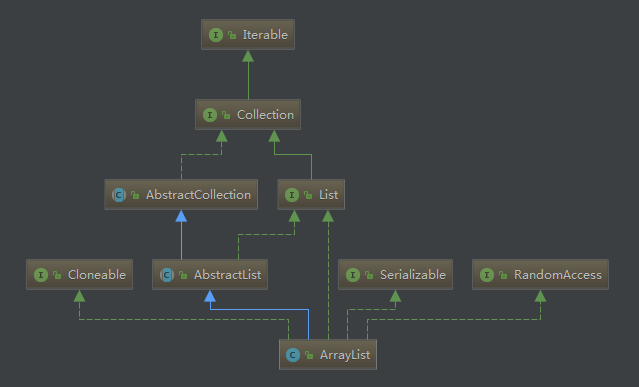 I Iterable
I Collection
C AbstractCollection
I List
I Cloneable
C AbstractList
I Serializable
I RandomAccess
C ArrayList